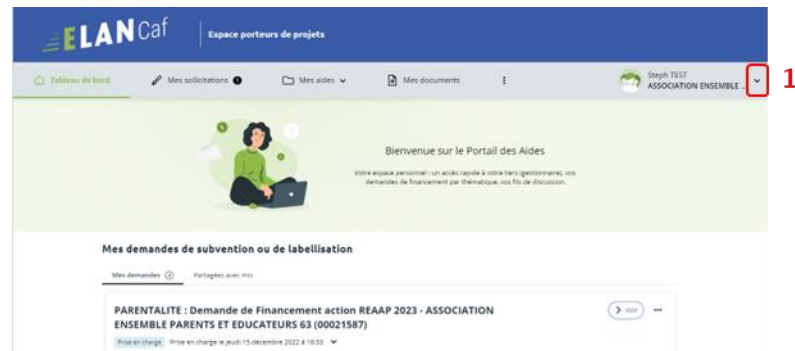 ELAN Caf
Espace porteurs de projets
Tableau de bord
Mes sollicitations
Mes aides
Mes documents
Steph TEST
ASSOCIATION ENSEMBLE ...
1
Bienvenue sur le Portail des Aides
Votre espace personnel : un accès rapide à votre tiers (gestionnaire), vos
demandes de financement par thématique, vos fils de discussion.
Mes demandes de subvention ou de labellisation
Mes demandes
Partagées avec moi
PARENTALITE : Demande de Financement action REAAP 2023 - ASSOCIATION
ENSEMBLE PARENTS ET EDUCATEURS 63 (00021587)
Voir
Prise en charge
Prise en charge le jeudi 15 décembre 2022 à 16:33